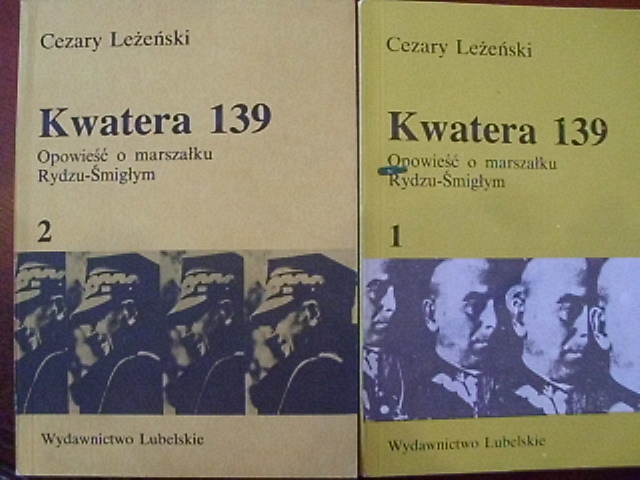 Cezary Leżeński
Kwatera 139
Opowieść o marszałku
Rydzu-Śmigłym
2
Wydawnictwo Lubelskie
Cezary Leżeński
Kwatera 139
Opowieść o marszałku
Rydzu-Śmigłym
1
Wydawnictwo Lubelskie